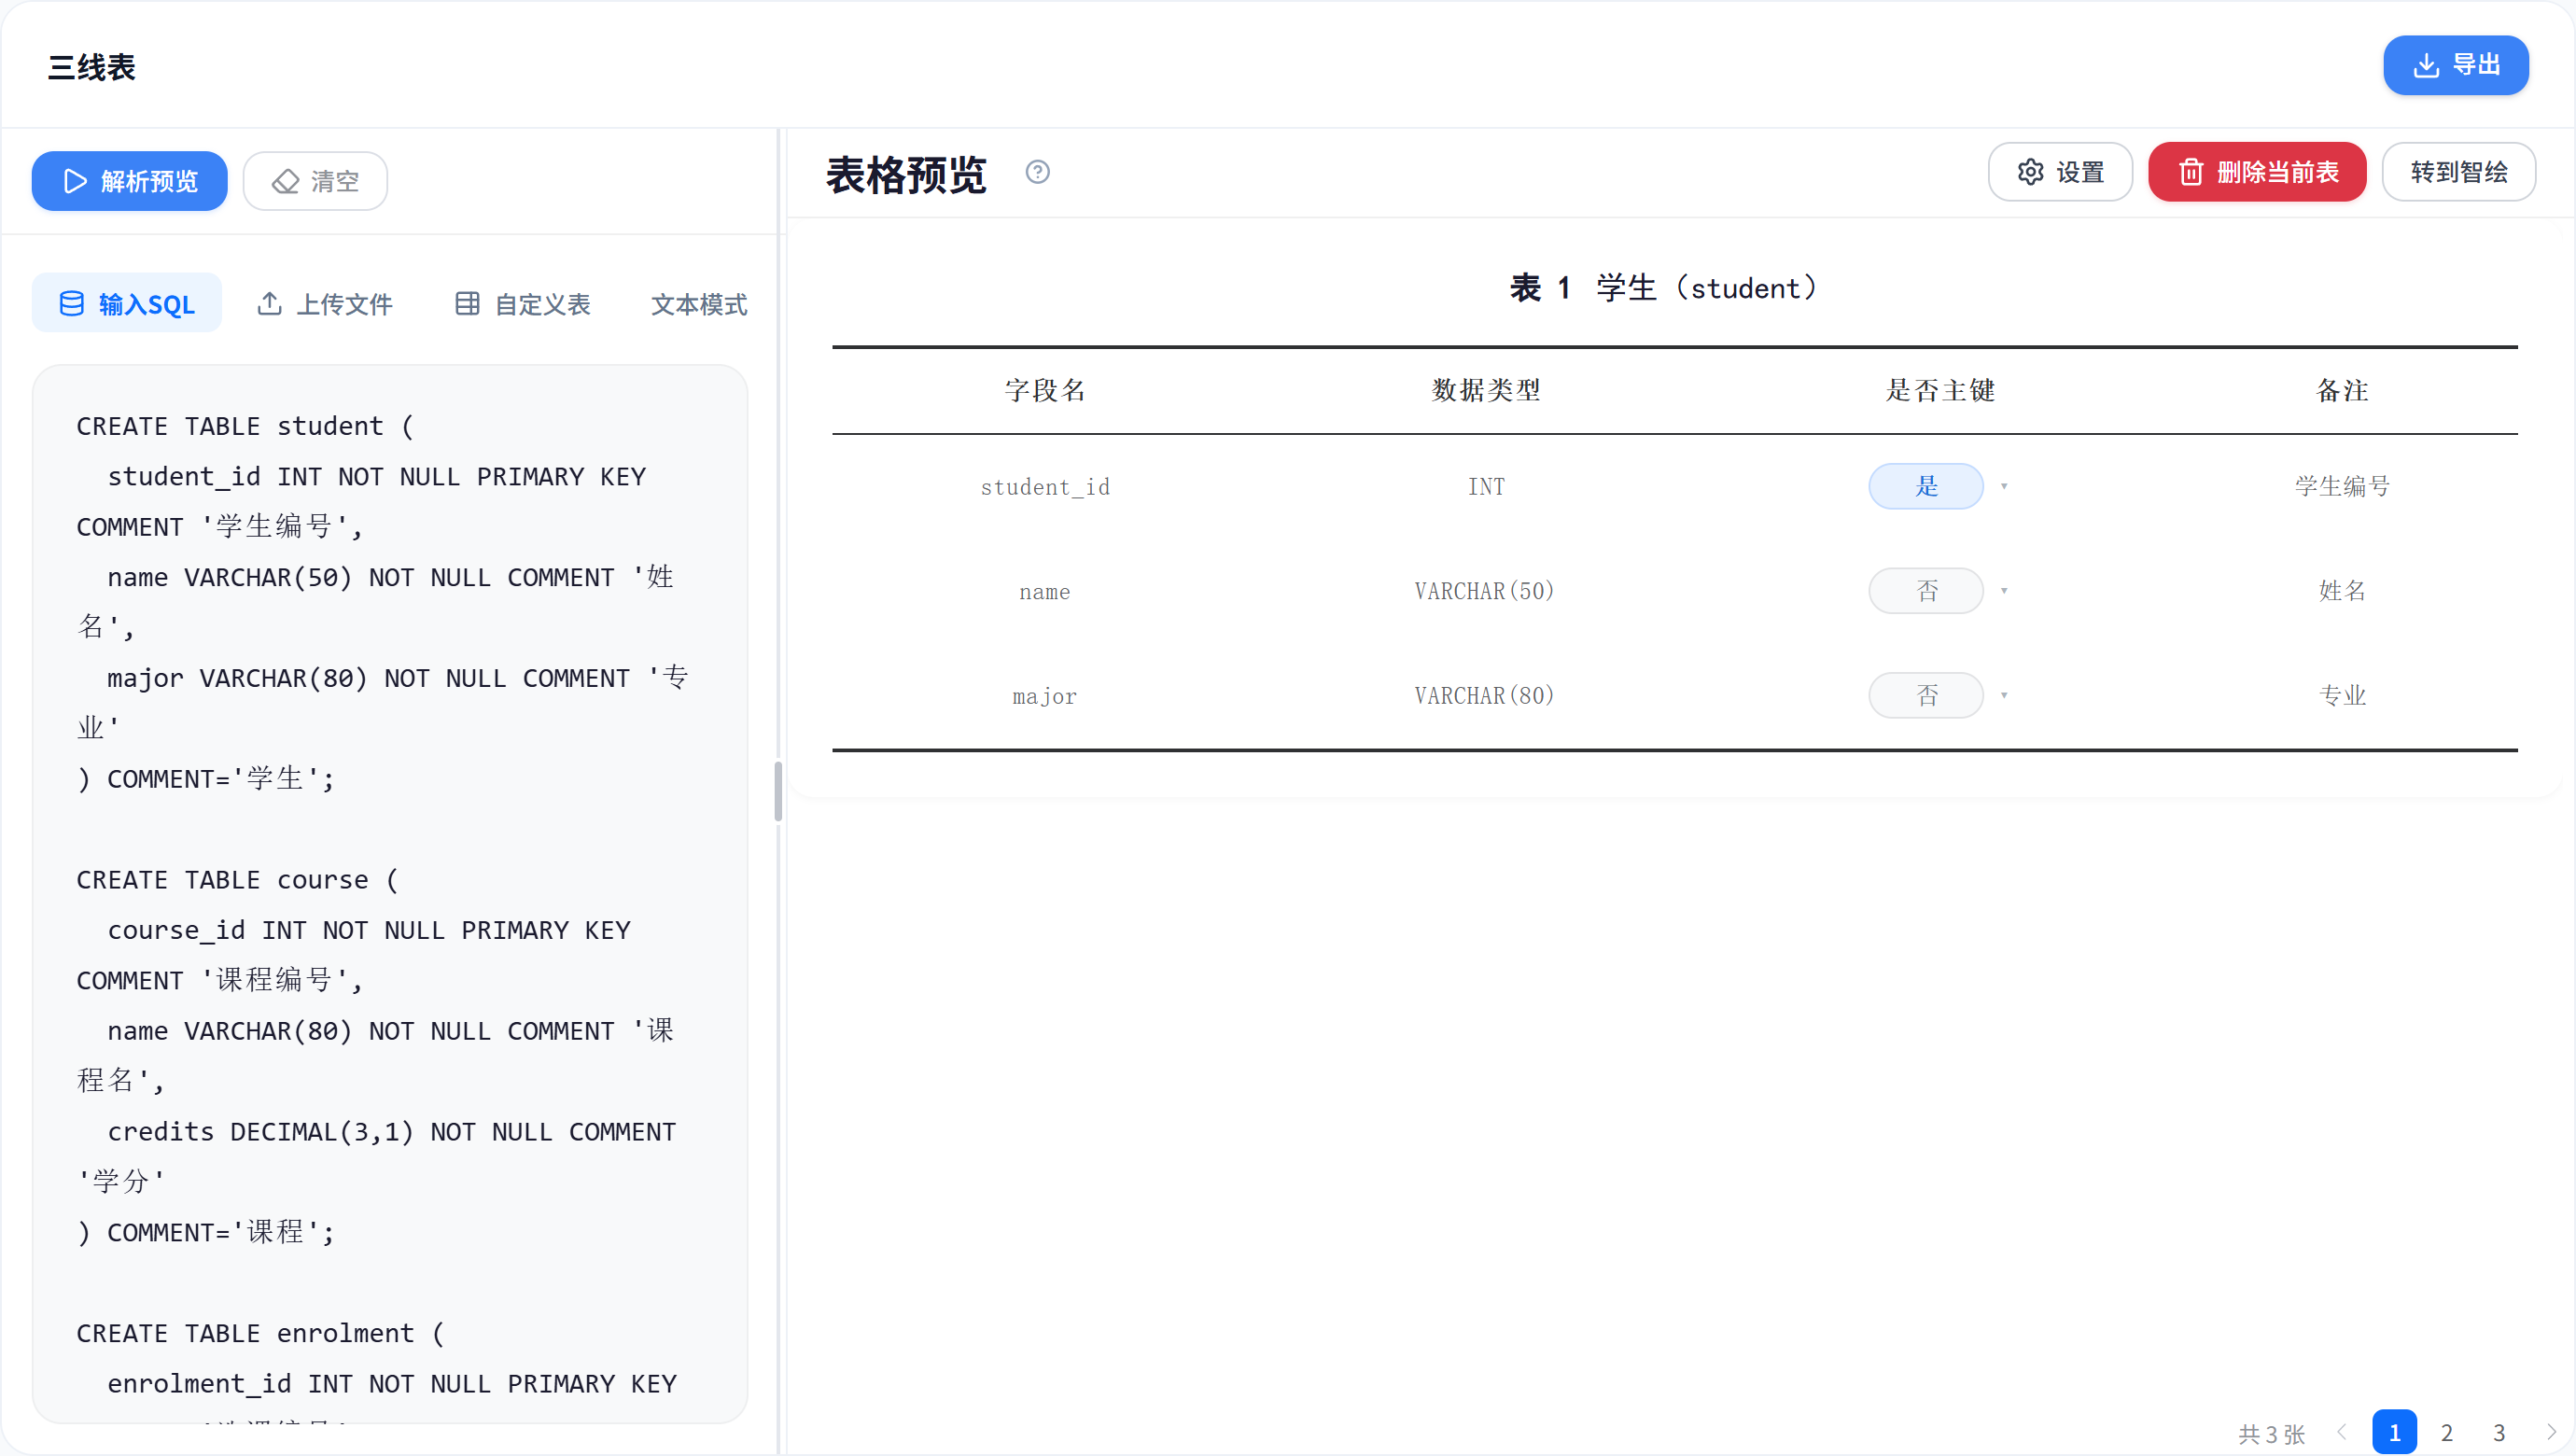 三线表
导出
解析预览
清空
输入SQL
上传文件
自定义表
文本模式
CREATE TABLE student (
  student_id INT NOT NULL PRIMARY KEY
COMMENT '学生编号',
  name VARCHAR(50) NOT NULL COMMENT '姓
名',
  major VARCHAR(80) NOT NULL COMMENT '专
业'
) COMMENT='学生';
CREATE TABLE course (
  course_id INT NOT NULL PRIMARY KEY
COMMENT '课程编号',
  name VARCHAR(80) NOT NULL COMMENT '课
程名',
  credits DECIMAL(3,1) NOT NULL COMMENT
'学分'
) COMMENT='课程';
CREATE TABLE enrolment (
  enrolment_id INT NOT NULL PRIMARY KEY
表格预览
设置
删除当前表
转到智绘
表 1 学生（student）
字段名 数据类型 是否主键 备注
student_id INT 是 学生编号
name VARCHAR(50) 否 姓名
major VARCHAR(80) 否 专业
共 3 张 1 2 3